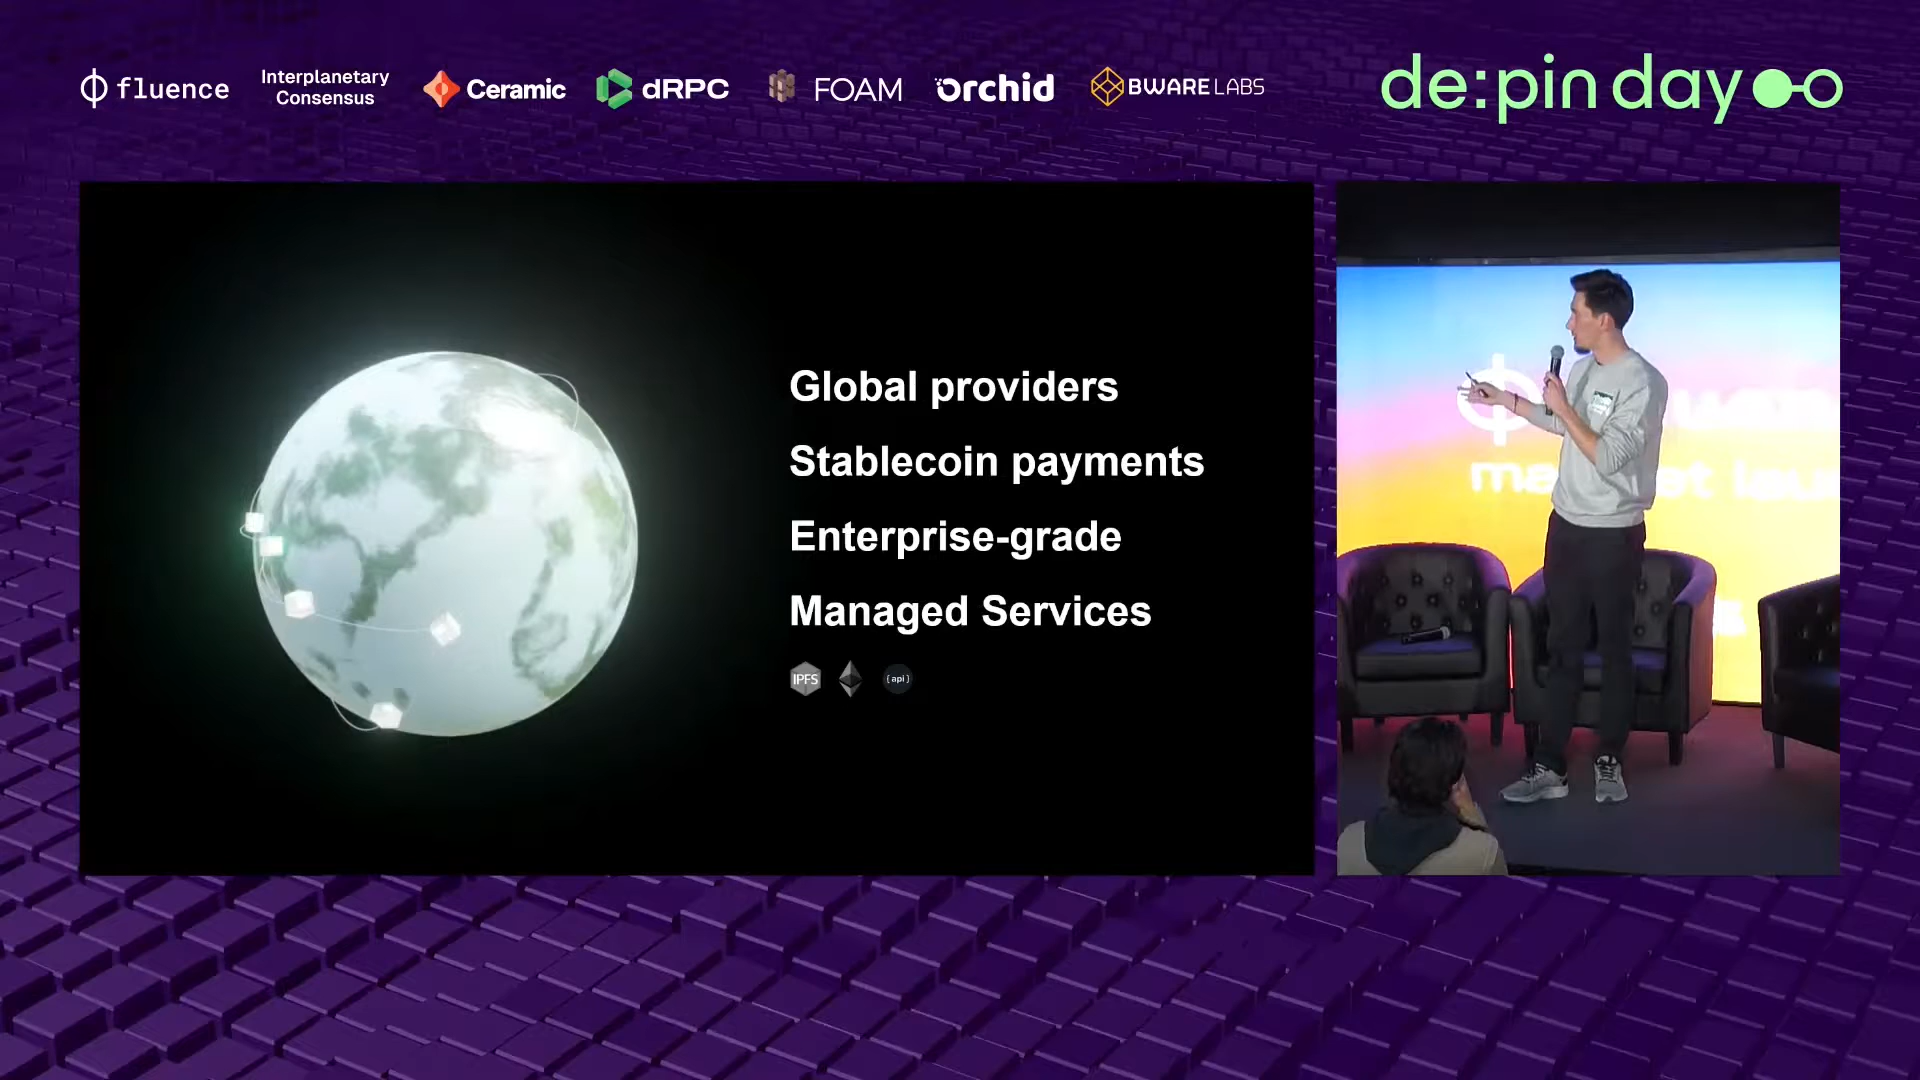 fluence
Interplanetary
Consensus
Ceramic
dRPC
FOAM
orchid
BWARE LABS
de:pin day
Global providers
Stablecoin payments
Enterprise-grade
Managed Services
IPFS
{api}